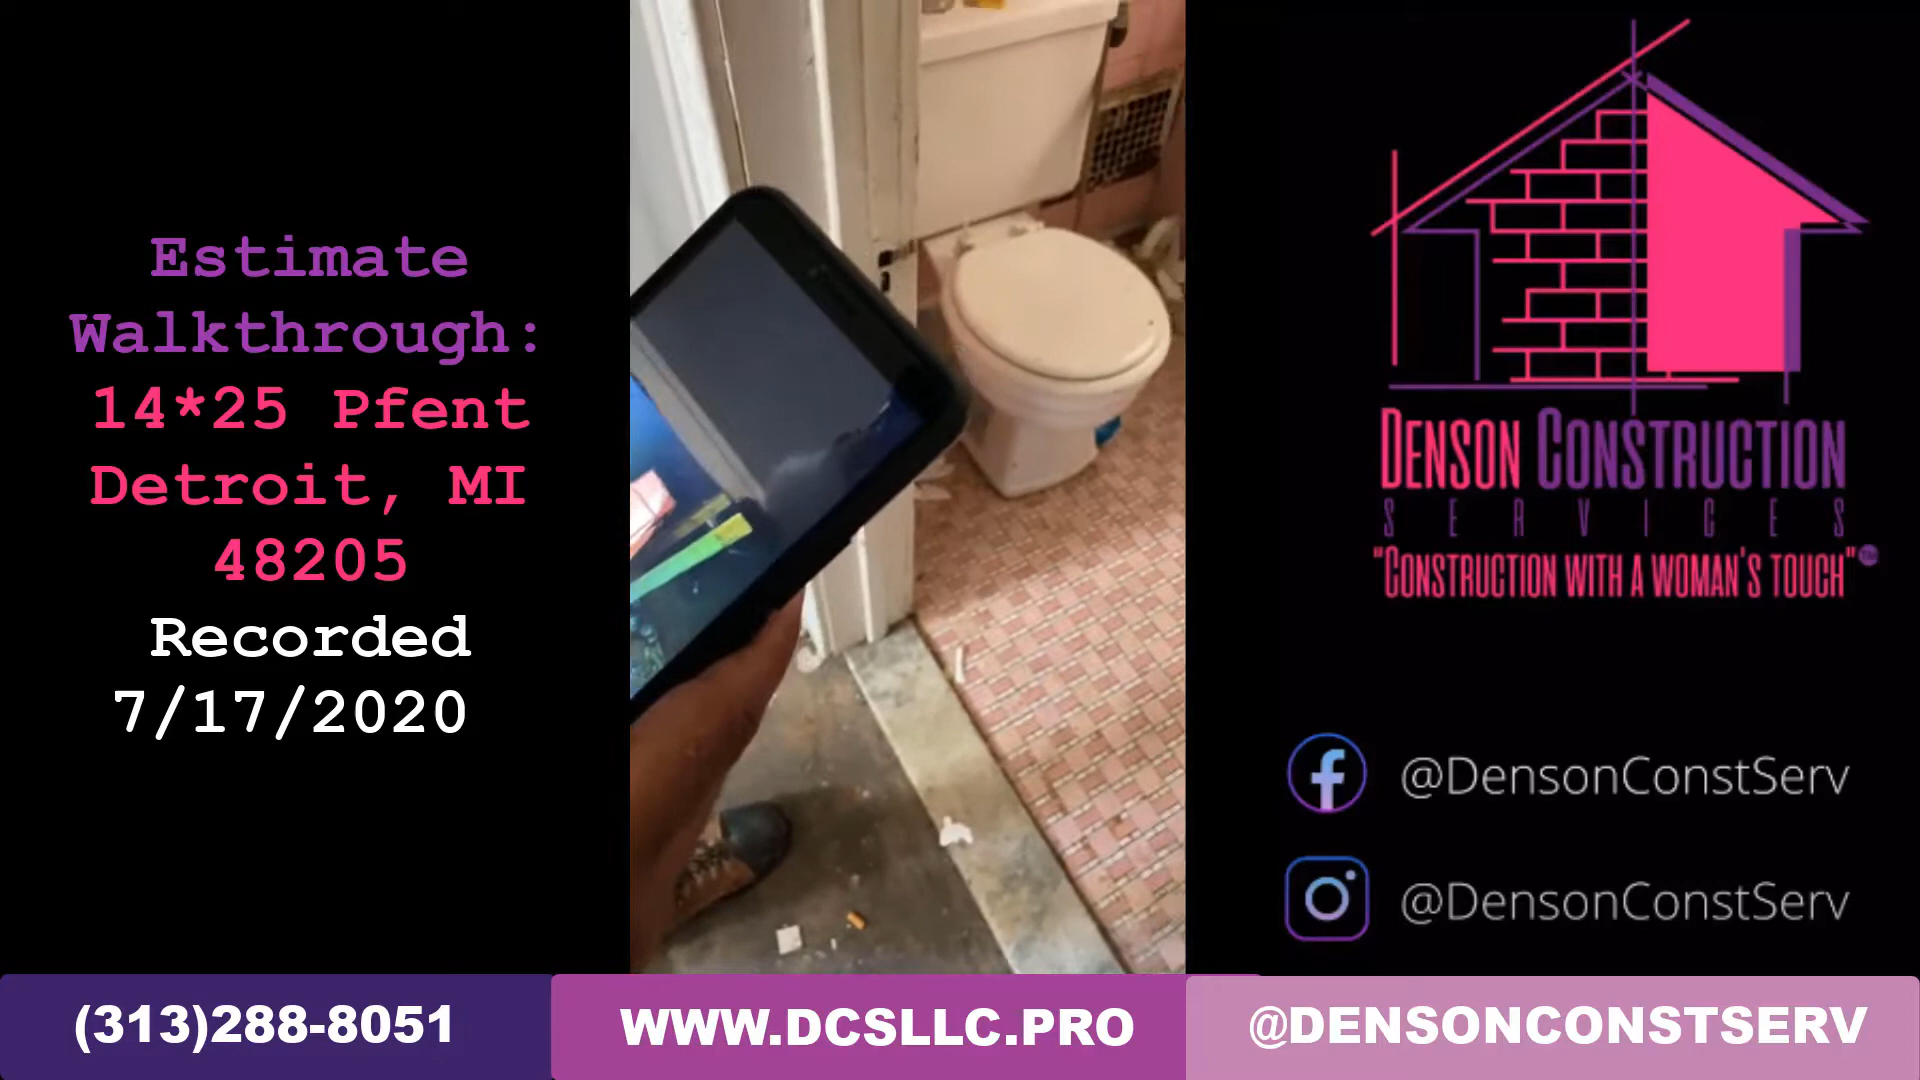 Estimate
Walkthrough:
14*25 Pfent
Detroit, MI
48205
Recorded
7/17/2020
DENSON CONSTRUCTION
SERVICES
"CONSTRUCTION WITH A WOMAN'S TOUCH"™
@DensonConstServ
@DensonConstServ
(313)288-8051
WWW.DCSLLC.PRO
@DENSONCONSTSERV